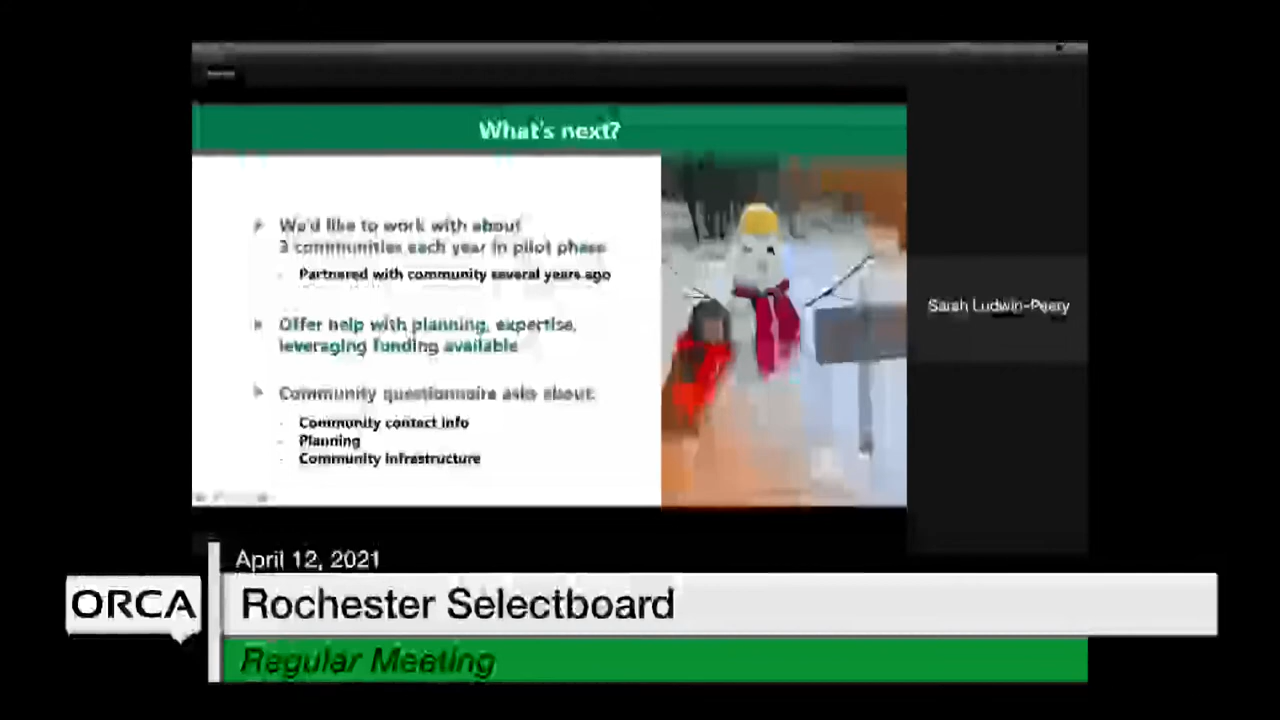 What's next?
We'd like to work with about
3 communities each year in pilot phase
Partnered with community several years ago
Offer help with planning, expertise,
leveraging funding available
Community questionnaire asks about:
Community contact info
Planning
Community infrastructure
Sarah Ludwin-Peery
April 12, 2021
ORCA
Rochester Selectboard
Regular Meeting